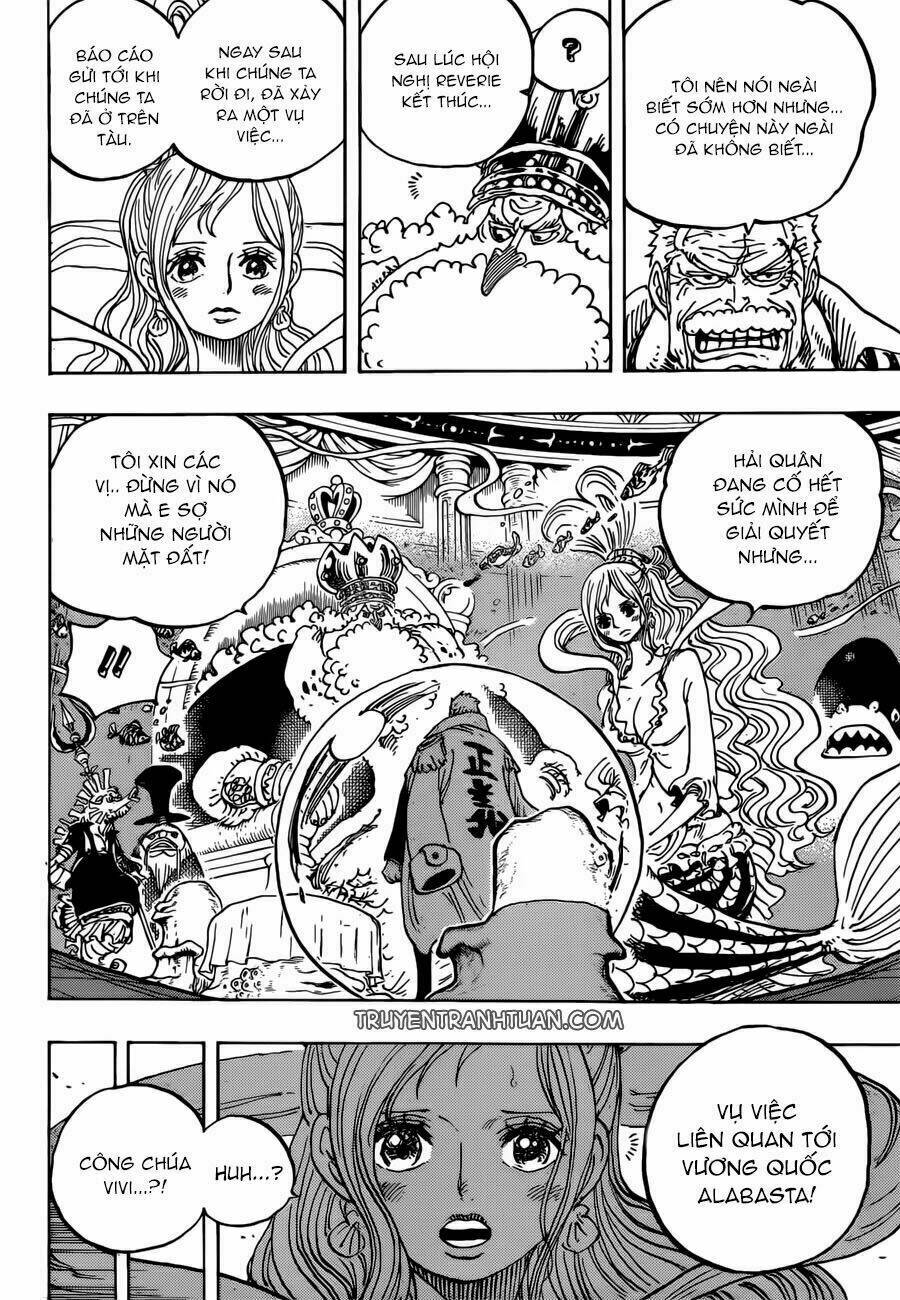 TÔI NÊN NÓI NGÀI
BIẾT SỚM HƠN NHƯNG...
CÓ CHUYỆN NÀY NGÀI
ĐÃ KHÔNG BIẾT...
?
SAU LÚC HỘI
NGHỊ REVERIE
KẾT THÚC...
NGAY SAU
KHI CHÚNG TA
RỜI ĐI, ĐÃ XẢY
RA MỘT VỤ
VIỆC...
BÁO CÁO
GỬI TỚI KHI
CHÚNG TA
ĐÃ Ở TRÊN
TÀU.
HẢI QUÂN
ĐANG CỐ HẾT
SỨC MÌNH ĐỂ
GIẢI QUYẾT
NHƯNG...
TÔI XIN CÁC
VỊ.. ĐỪNG VÌ NÓ
MÀ E SỢ
NHỮNG NGƯỜI
MẶT ĐẤT!
!!
正義
TRUYENTRANHTUAN.COM
VỤ VIỆC
LIÊN QUAN TỚI
VƯƠNG QUỐC
ALABASTA!
HUH...?
CÔNG CHÚA
VIVI...?!